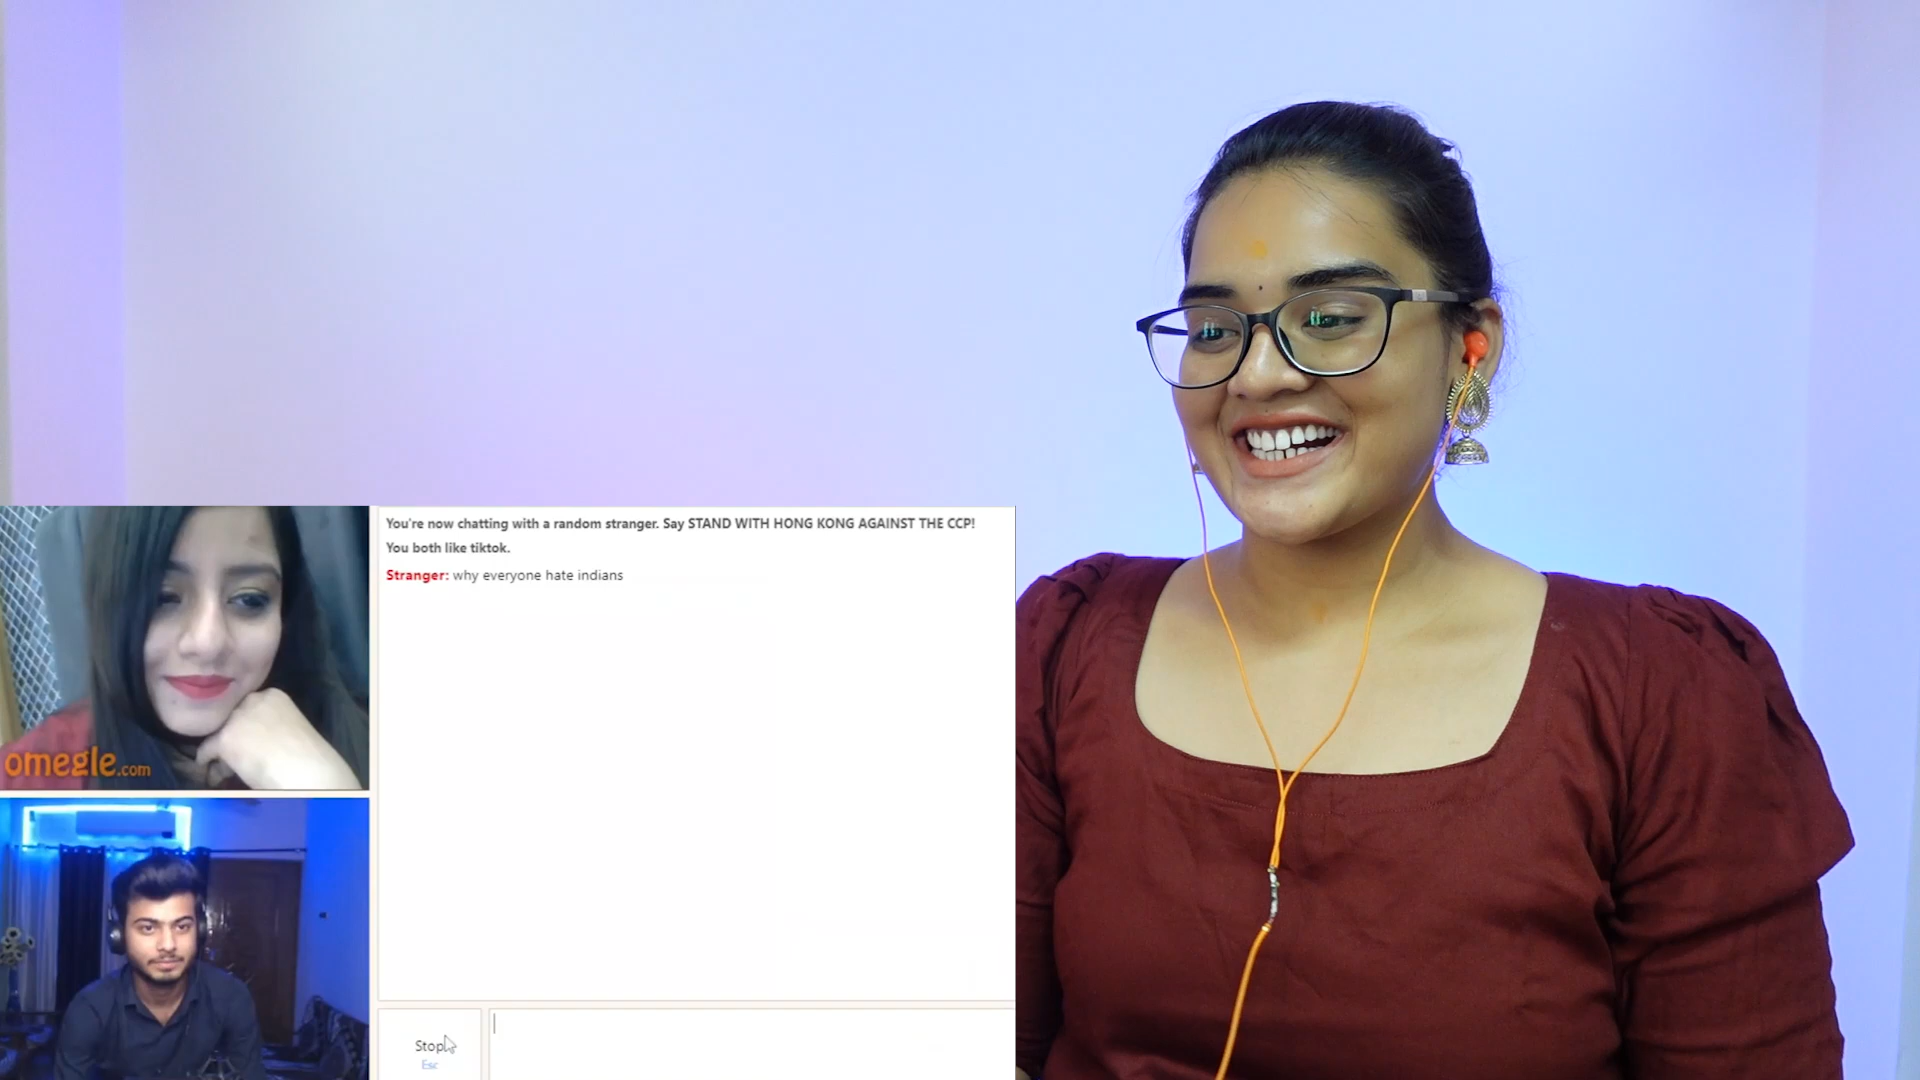 You're now chatting with a random stranger. Say STAND WITH HONG KONG AGAINST THE CCP!
You both like tiktok.
Stranger: why everyone hate indians
omegle.com
Stop
Esc